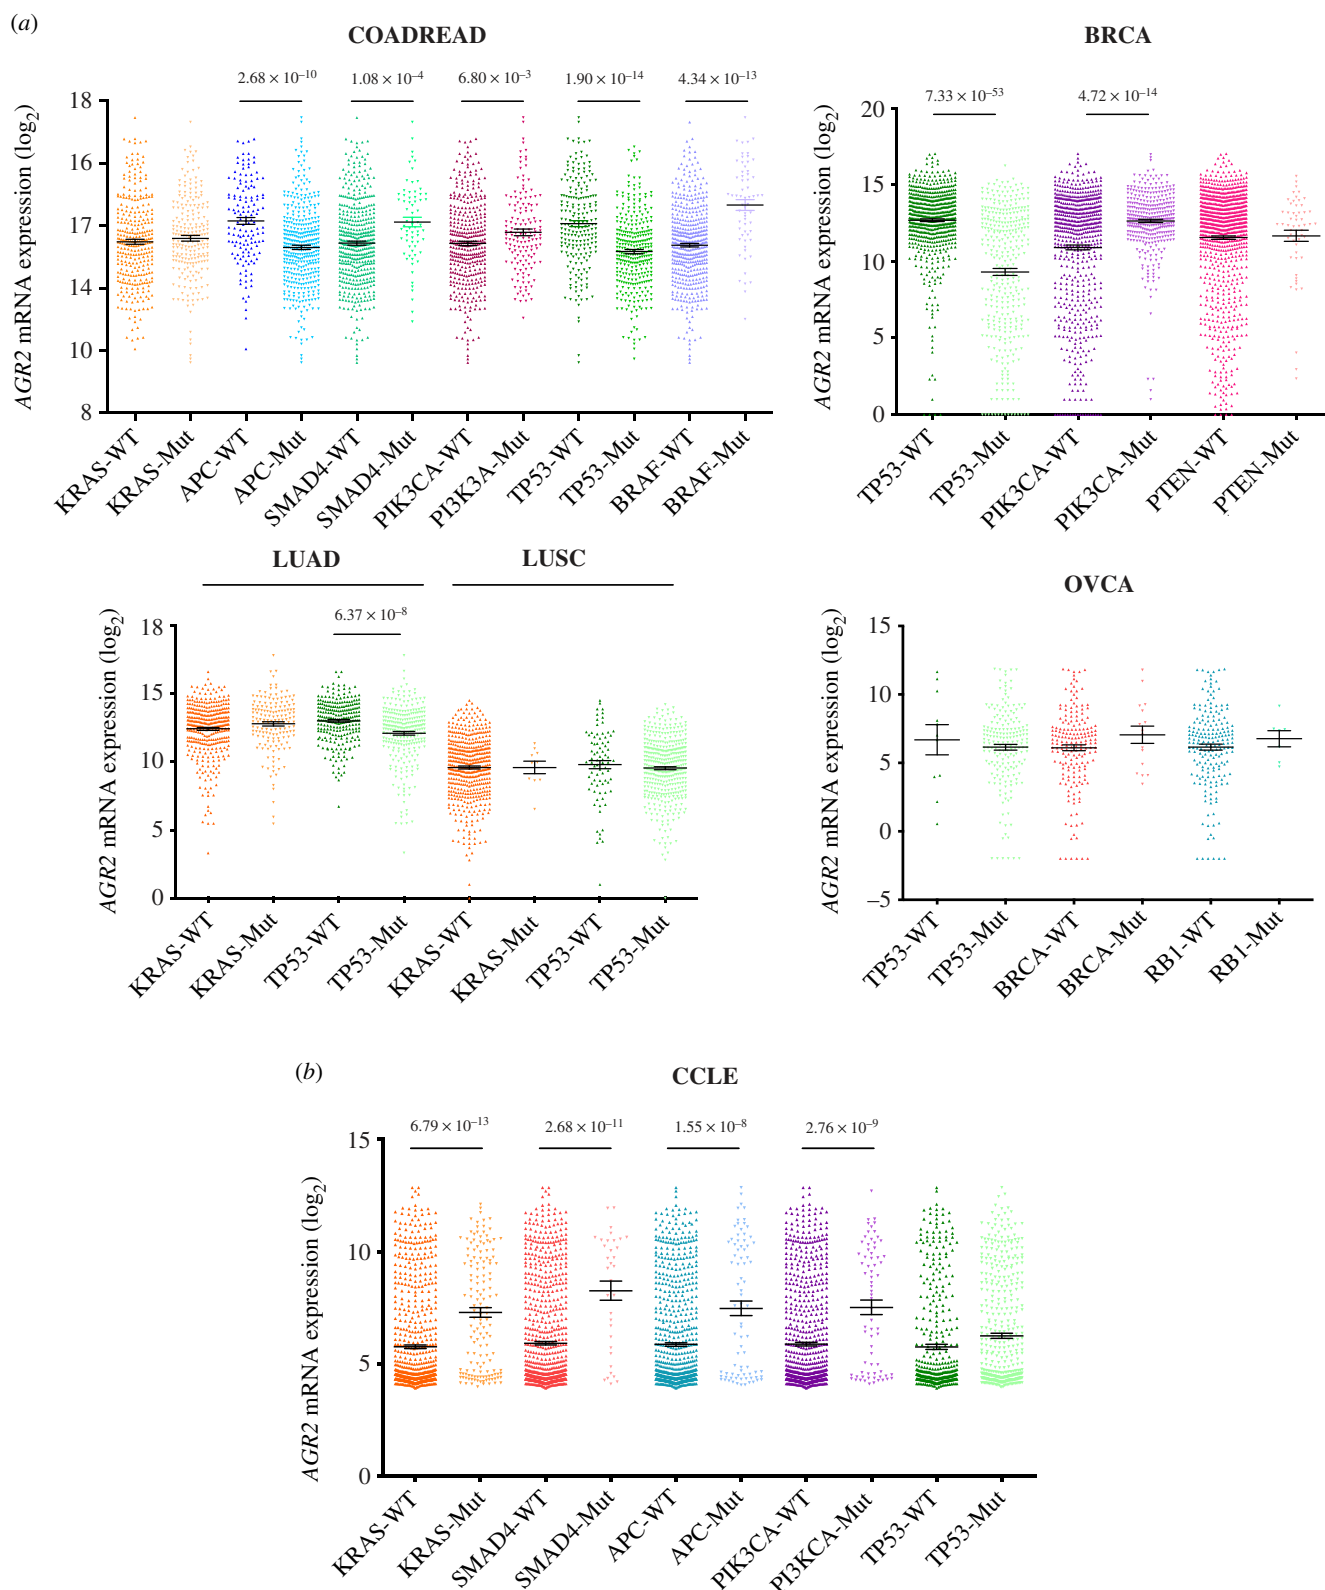 (a)
COADREAD
2.68 × 10⁻¹⁰ 1.08 × 10⁻⁴ 6.80 × 10⁻³ 1.90 × 10⁻¹⁴ 4.34 × 10⁻¹³
AGR2 mRNA expression (log₂)
18
16
17
14
10
8
KRAS-WT KRAS-Mut APC-WT APC-Mut SMAD4-WT SMAD4-Mut PIK3CA-WT PI3K3A-Mut TP53-WT TP53-Mut BRAF-WT BRAF-Mut
BRCA
7.33 × 10⁻⁵³ 4.72 × 10⁻¹⁴
AGR2 mRNA expression (log₂)
20
15
10
5
0
TP53-WT TP53-Mut PIK3CA-WT PIK3CA-Mut PTEN-WT PTEN-Mut
LUAD LUSC
6.37 × 10⁻⁸
AGR2 mRNA expression (log₂)
18
15
10
5
0
KRAS-WT KRAS-Mut TP53-WT TP53-Mut KRAS-WT KRAS-Mut TP53-WT TP53-Mut
OVCA
AGR2 mRNA expression (log₂)
15
10
5
0
–5
TP53-WT TP53-Mut BRCA-WT BRCA-Mut RB1-WT RB1-Mut
(b)
CCLE
6.79 × 10⁻¹³ 2.68 × 10⁻¹¹ 1.55 × 10⁻⁸ 2.76 × 10⁻⁹
AGR2 mRNA expression (log₂)
15
10
5
0
KRAS-WT KRAS-Mut SMAD4-WT SMAD4-Mut APC-WT APC-Mut PIK3CA-WT PI3KCA-Mut TP53-WT TP53-Mut